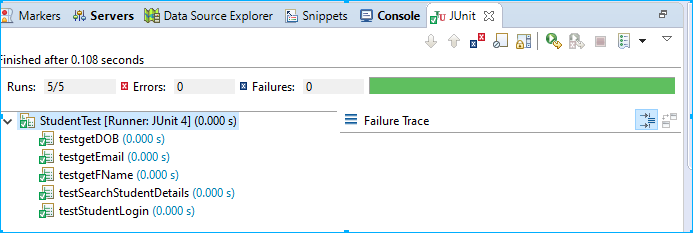 Markers Servers Data Source Explorer Snippets Console JUnit
Finished after 0.108 seconds
Runs: 5/5 Errors: 0 Failures: 0
StudentTest [Runner: JUnit 4] (0.000 s)
Failure Trace
testgetDOB (0.000 s)
testgetEmail (0.000 s)
testgetFName (0.000 s)
testSearchStudentDetails (0.000 s)
testStudentLogin (0.000 s)